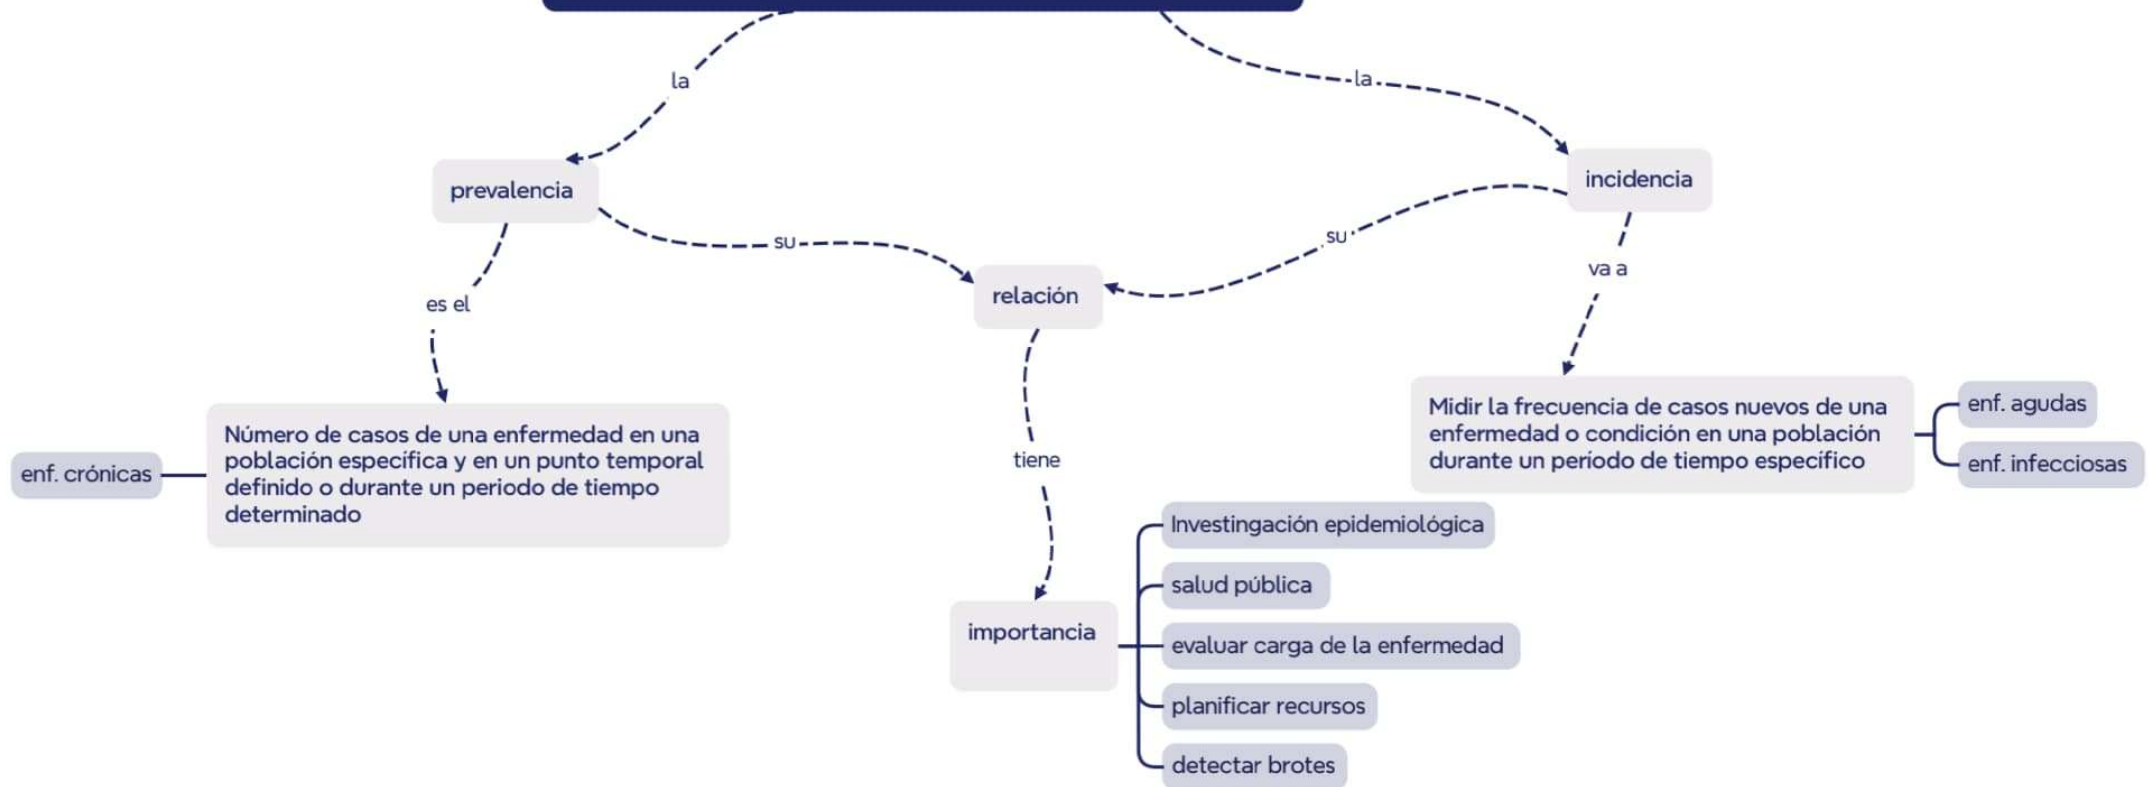 la
la
prevalencia
incidencia
su
su
relación
va a
es el
enf. crónicas
Número de casos de una enfermedad en una
población específica y en un punto temporal
definido o durante un periodo de tiempo
determinado
tiene
Midir la frecuencia de casos nuevos de una
enfermedad o condición en una población
durante un período de tiempo específico
enf. agudas
enf. infecciosas
importancia
Investingación epidemiológica
salud pública
evaluar carga de la enfermedad
planificar recursos
detectar brotes